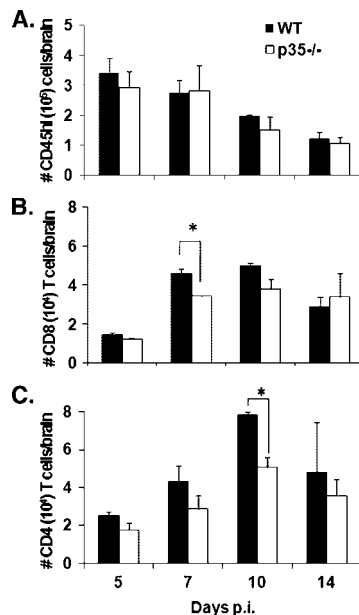 A.
WT
p35-/-
5
4
3
2
1
0
# CD45hI (10⁶) cells/brain
B.
8
6
4
2
0
*
# CD8 (10⁴) T cells/brain
C.
8
6
4
2
0
*
# CD4 (10⁴) T cells/brain
5 7 10 14
Days p.i.